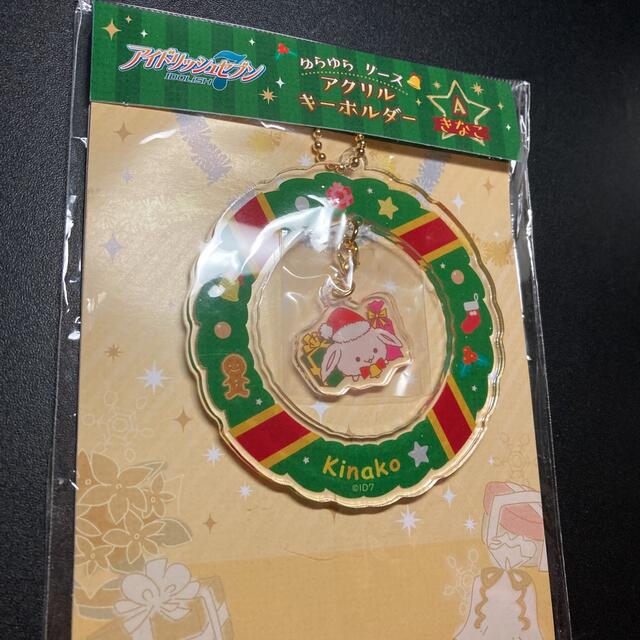 アイドリッシュセブン
IDOLiSH7
ゆらゆら リース
アクリル
キーホルダー
A
きなこ
Kinako
©ID7